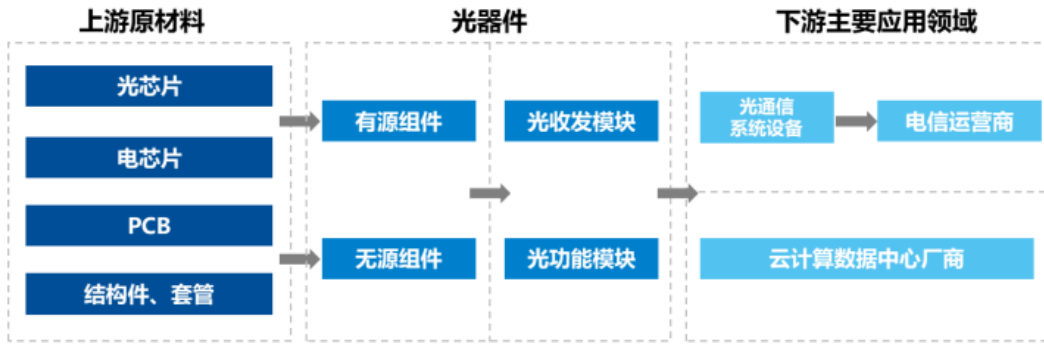 上游原材料
光器件
下游主要应用领域
光芯片
电芯片
PCB
结构件、套管
有源组件
无源组件
光收发模块
光功能模块
光通信
系统设备
电信运营商
云计算数据中心厂商